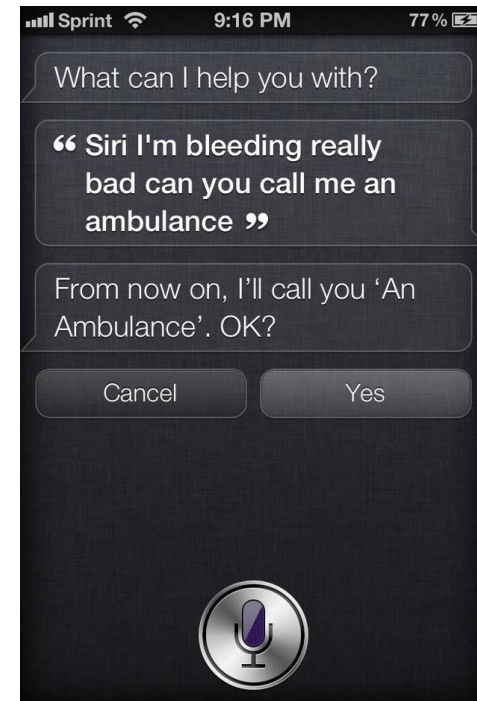 Sprint 9:16 PM 77%
What can I help you with?
“ Siri I'm bleeding really
bad can you call me an
ambulance ”
From now on, I’ll call you ‘An
Ambulance’. OK?
Cancel Yes